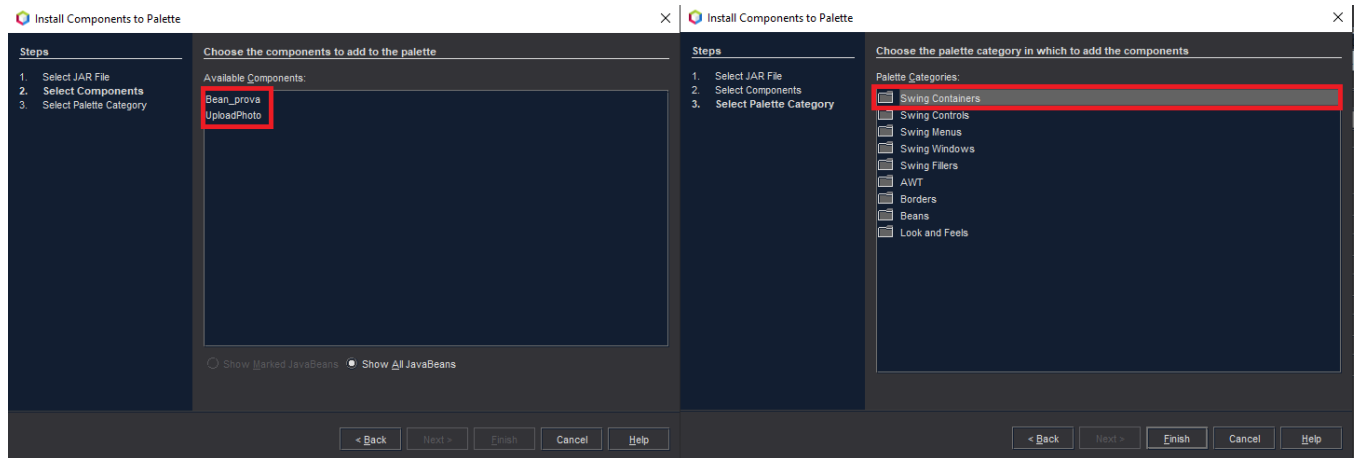 Install Components to Palette
Steps
1. Select JAR File
2. Select Components
3. Select Palette Category
Choose the components to add to the palette
Available Components:
Bean_prova
UploadPhoto
Show Marked JavaBeans
Show All JavaBeans
< Back
Next >
Finish
Cancel
Help
Install Components to Palette
Steps
1. Select JAR File
2. Select Components
3. Select Palette Category
Choose the palette category in which to add the components
Palette Categories:
Swing Containers
Swing Controls
Swing Menus
Swing Windows
Swing Fillers
AWT
Borders
Beans
Look and Feels
< Back
Next >
Finish
Cancel
Help